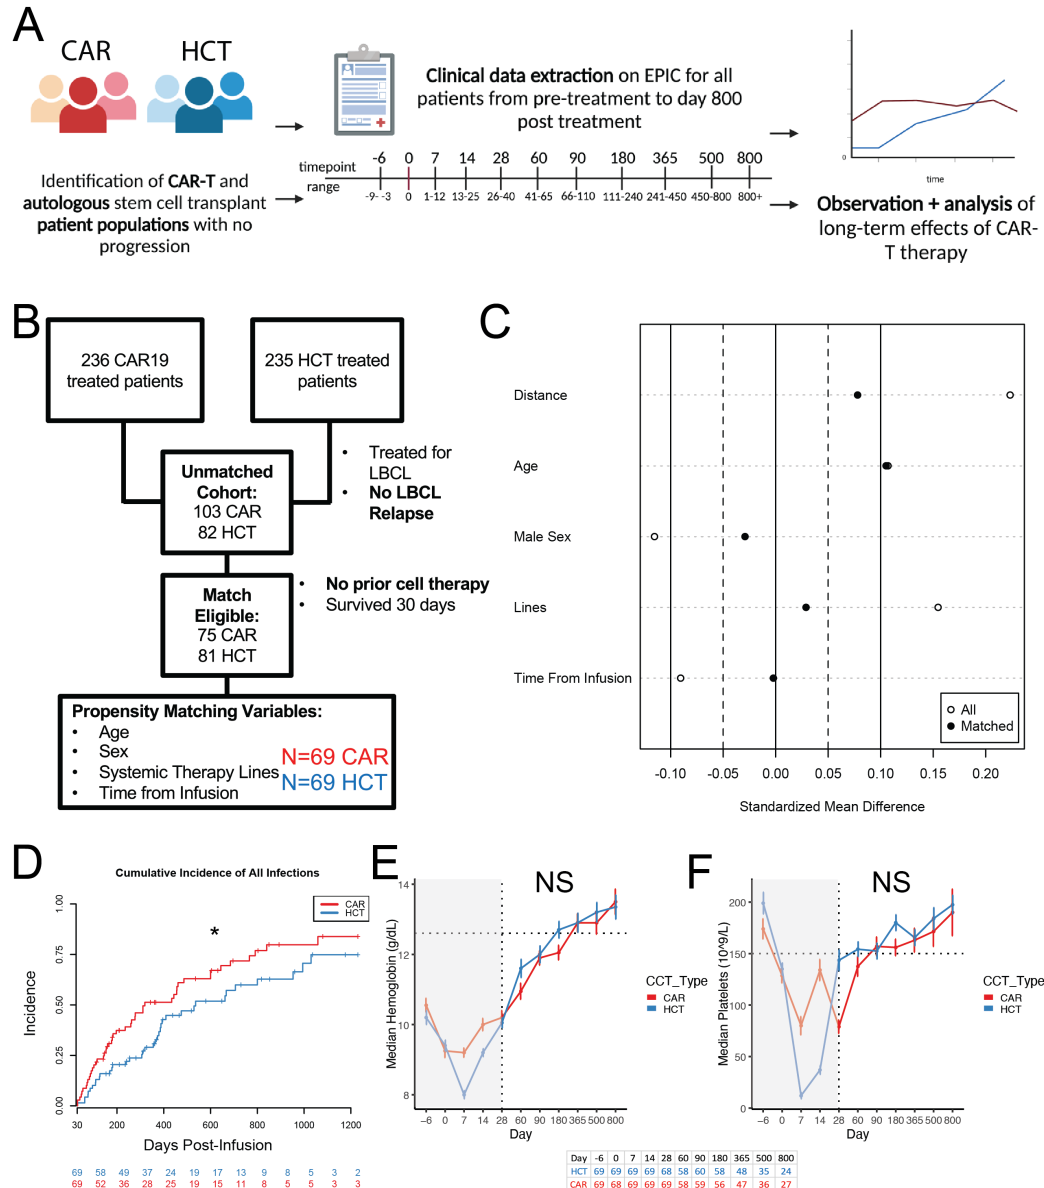 A
CAR
HCT
Identification of CAR-T and
autologous stem cell transplant
patient populations with no
progression
Clinical data extraction on EPIC for all
patients from pre-treatment to day 800
post treatment
timepoint -6 0 7 14 28 60 90 180 365 500 800
range -9- -3 0 1-12 13-25 26-40 41-65 66-110 111-240 241-450 450-800 800+
0
time
Observation + analysis of
long-term effects of CAR-
T therapy
B
236 CAR19
treated patients
235 HCT treated
patients
• Treated for
LBCL
• No LBCL
Relapse
Unmatched
Cohort:
103 CAR
82 HCT
• No prior cell therapy
• Survived 30 days
Match
Eligible:
75 CAR
81 HCT
Propensity Matching Variables:
• Age
• Sex
• Systemic Therapy Lines
• Time from Infusion
N=69 CAR
N=69 HCT
C
Distance
Age
Male Sex
Lines
Time From Infusion
All
Matched
-0.10 -0.05 0.00 0.05 0.10 0.15 0.20
Standardized Mean Difference
D
Cumulative Incidence of All Infections
CAR
HCT
*
Incidence
1.00
0.75
0.50
0.25
0.00
30 200 400 600 800 1000 1200
Days Post-Infusion
69 58 49 37 24 19 17 13 9 8 5 3 2
69 52 36 28 25 19 15 11 8 5 5 3 3
E
NS
Median Hemoglobin (g/dL)
14
12
10
8
−6 0 7 14 28 60 90 180 365 500 800
Day
CCT_Type
CAR
HCT
F
NS
Median Platelets (10^9/L)
200
150
100
50
0
−6 0 7 14 28 60 90 180 365 500 800
Day
CCT_Type
CAR
HCT
Day -6 0 7 14 28 60 90 180 365 500 800
HCT 69 69 69 69 68 58 60 58 48 35 24
CAR 69 68 69 69 69 58 59 56 47 36 27